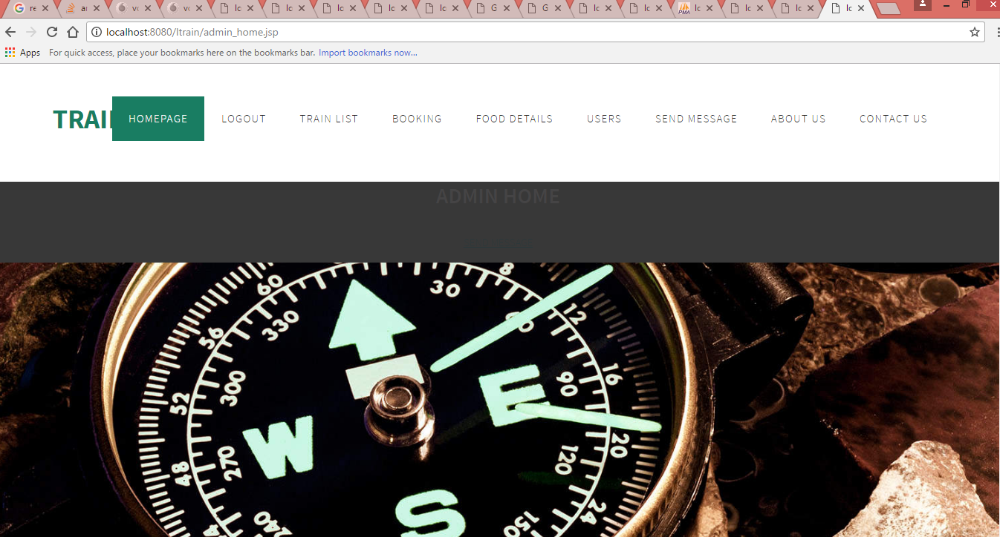 re
ar
vo
vo
lc
lc
lc
lc
lc
G
G
lc
lc
PMA
lc
lc
lc
lc
localhost:8080/ltrain/admin_home.jsp
Apps For quick access, place your bookmarks here on the bookmarks bar. Import bookmarks now...
TRAI HOMEPAGE LOGOUT TRAIN LIST BOOKING FOOD DETAILS USERS SEND MESSAGE ABOUT US CONTACT US
ADMIN HOME
8
60
30
12
330
60
56
16
300
90
E
52
W
20
270
120
48
S
24
240
150